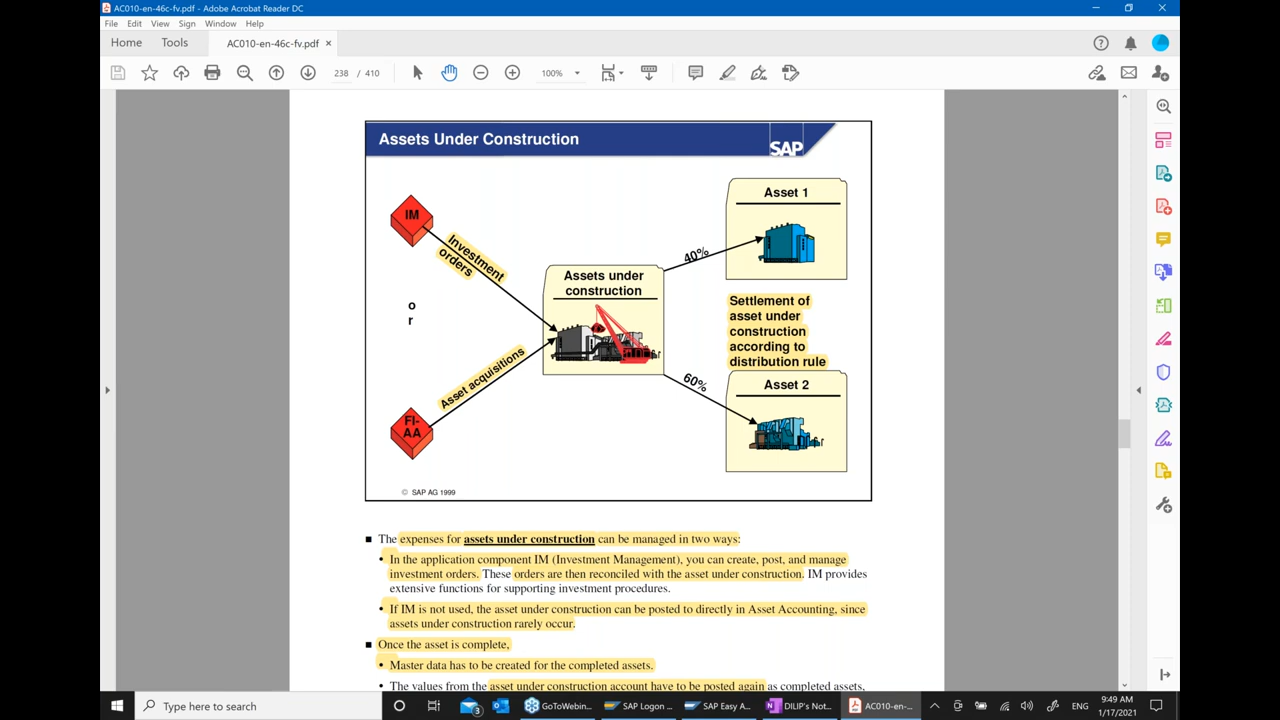 AC010-en-46c-fv.pdf - Adobe Acrobat Reader DC
File Edit View Sign Window Help
Home Tools AC010-en-46c-fv.pdf ×
238 / 410 100%
Assets Under Construction
SAP
IM
Investment
orders
o
r
Asset acquisitions
FI-
AA
Assets under
construction
40%
60%
Asset 1
Settlement of
asset under
construction
according to
distribution rule
Asset 2
© SAP AG 1999
■ The expenses for assets under construction can be managed in two ways:
• In the application component IM (Investment Management), you can create, post, and manage
investment orders. These orders are then reconciled with the asset under construction. IM provides
extensive functions for supporting investment procedures.
• If IM is not used, the asset under construction can be posted to directly in Asset Accounting, since
assets under construction rarely occur.
■ Once the asset is complete,
• Master data has to be created for the completed assets.
• The values from the asset under construction account have to be posted again as completed assets,
Type here to search 3 GoToWebin... SAP Logon ... SAP Easy A... DILIP's Not... AC010-en-... ENG
9:49 AM
1/17/2021